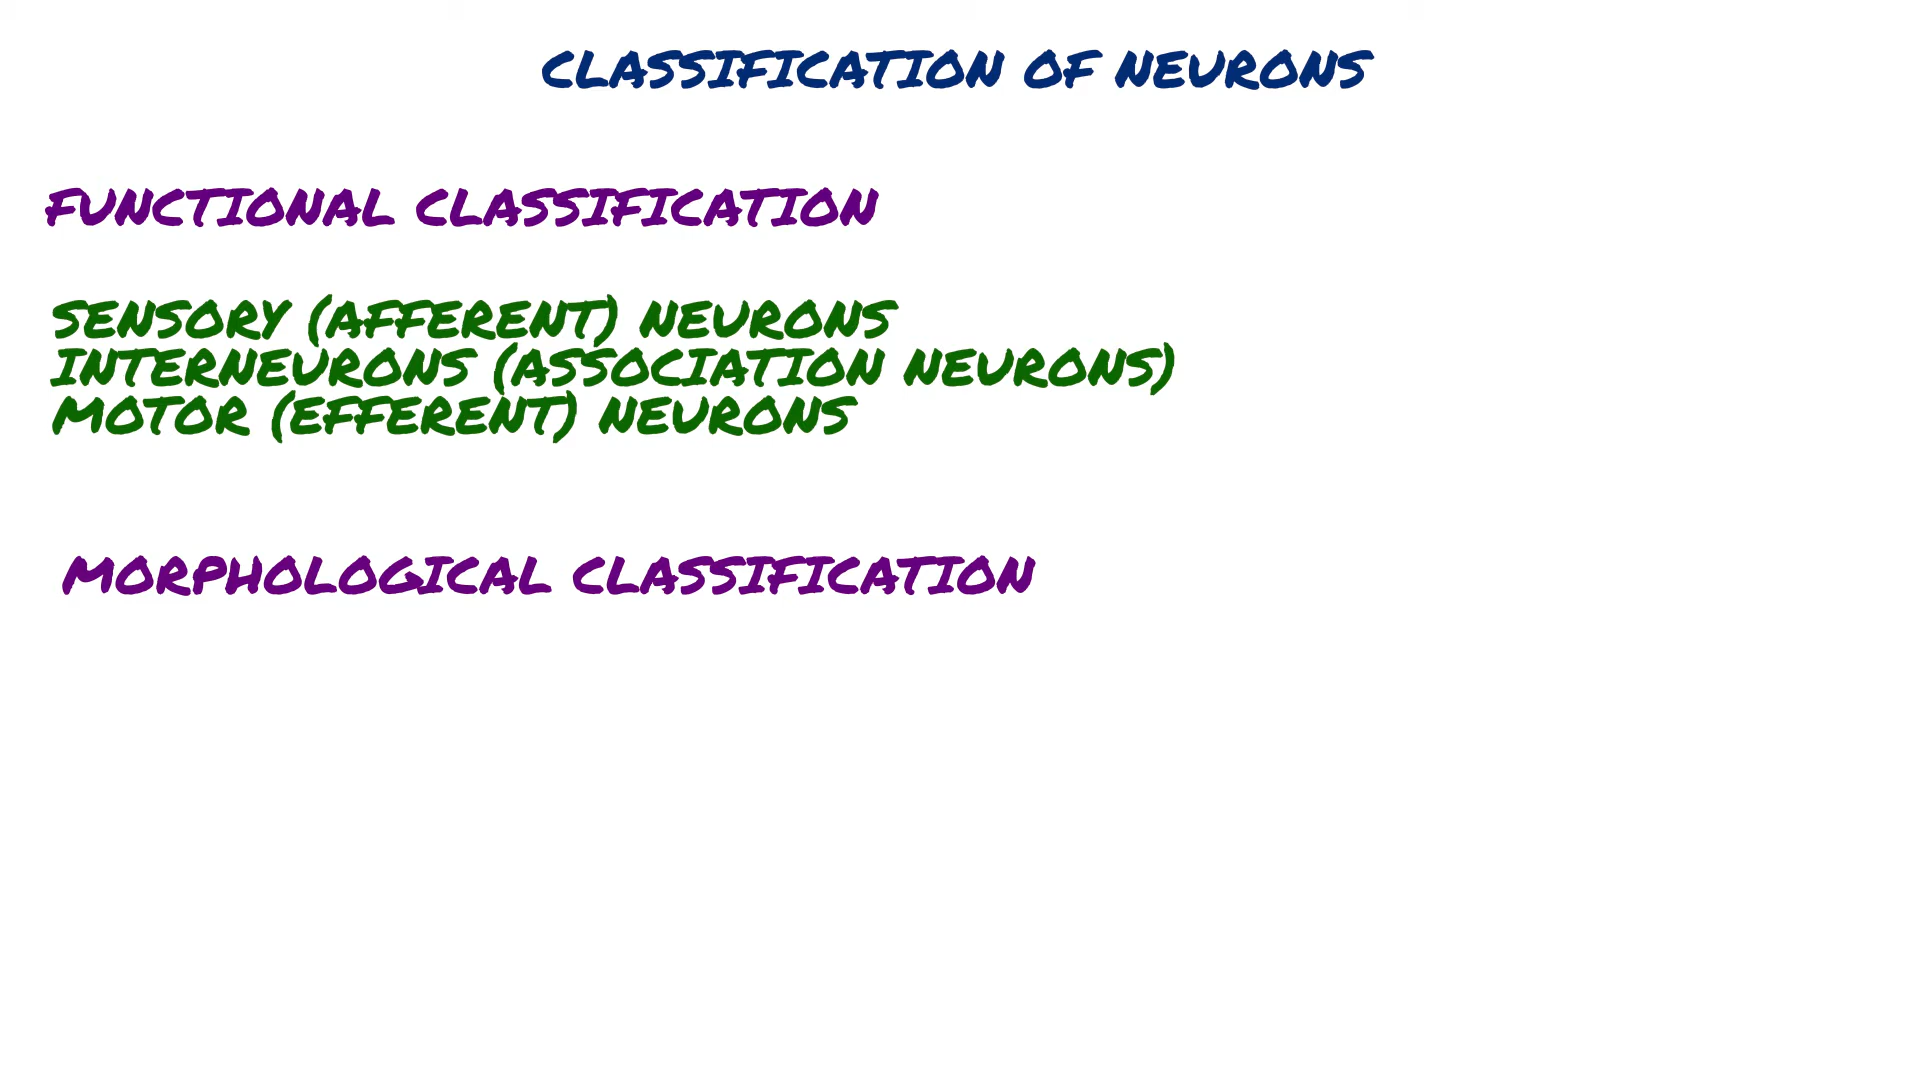 CLASSIFICATION OF NEURONS
FUNCTIONAL CLASSIFICATION
SENSORY (AFFERENT) NEURONS
INTERNEURONS (ASSOCIATION NEURONS)
MOTOR (EFFERENT) NEURONS
MORPHOLOGICAL CLASSIFICATION